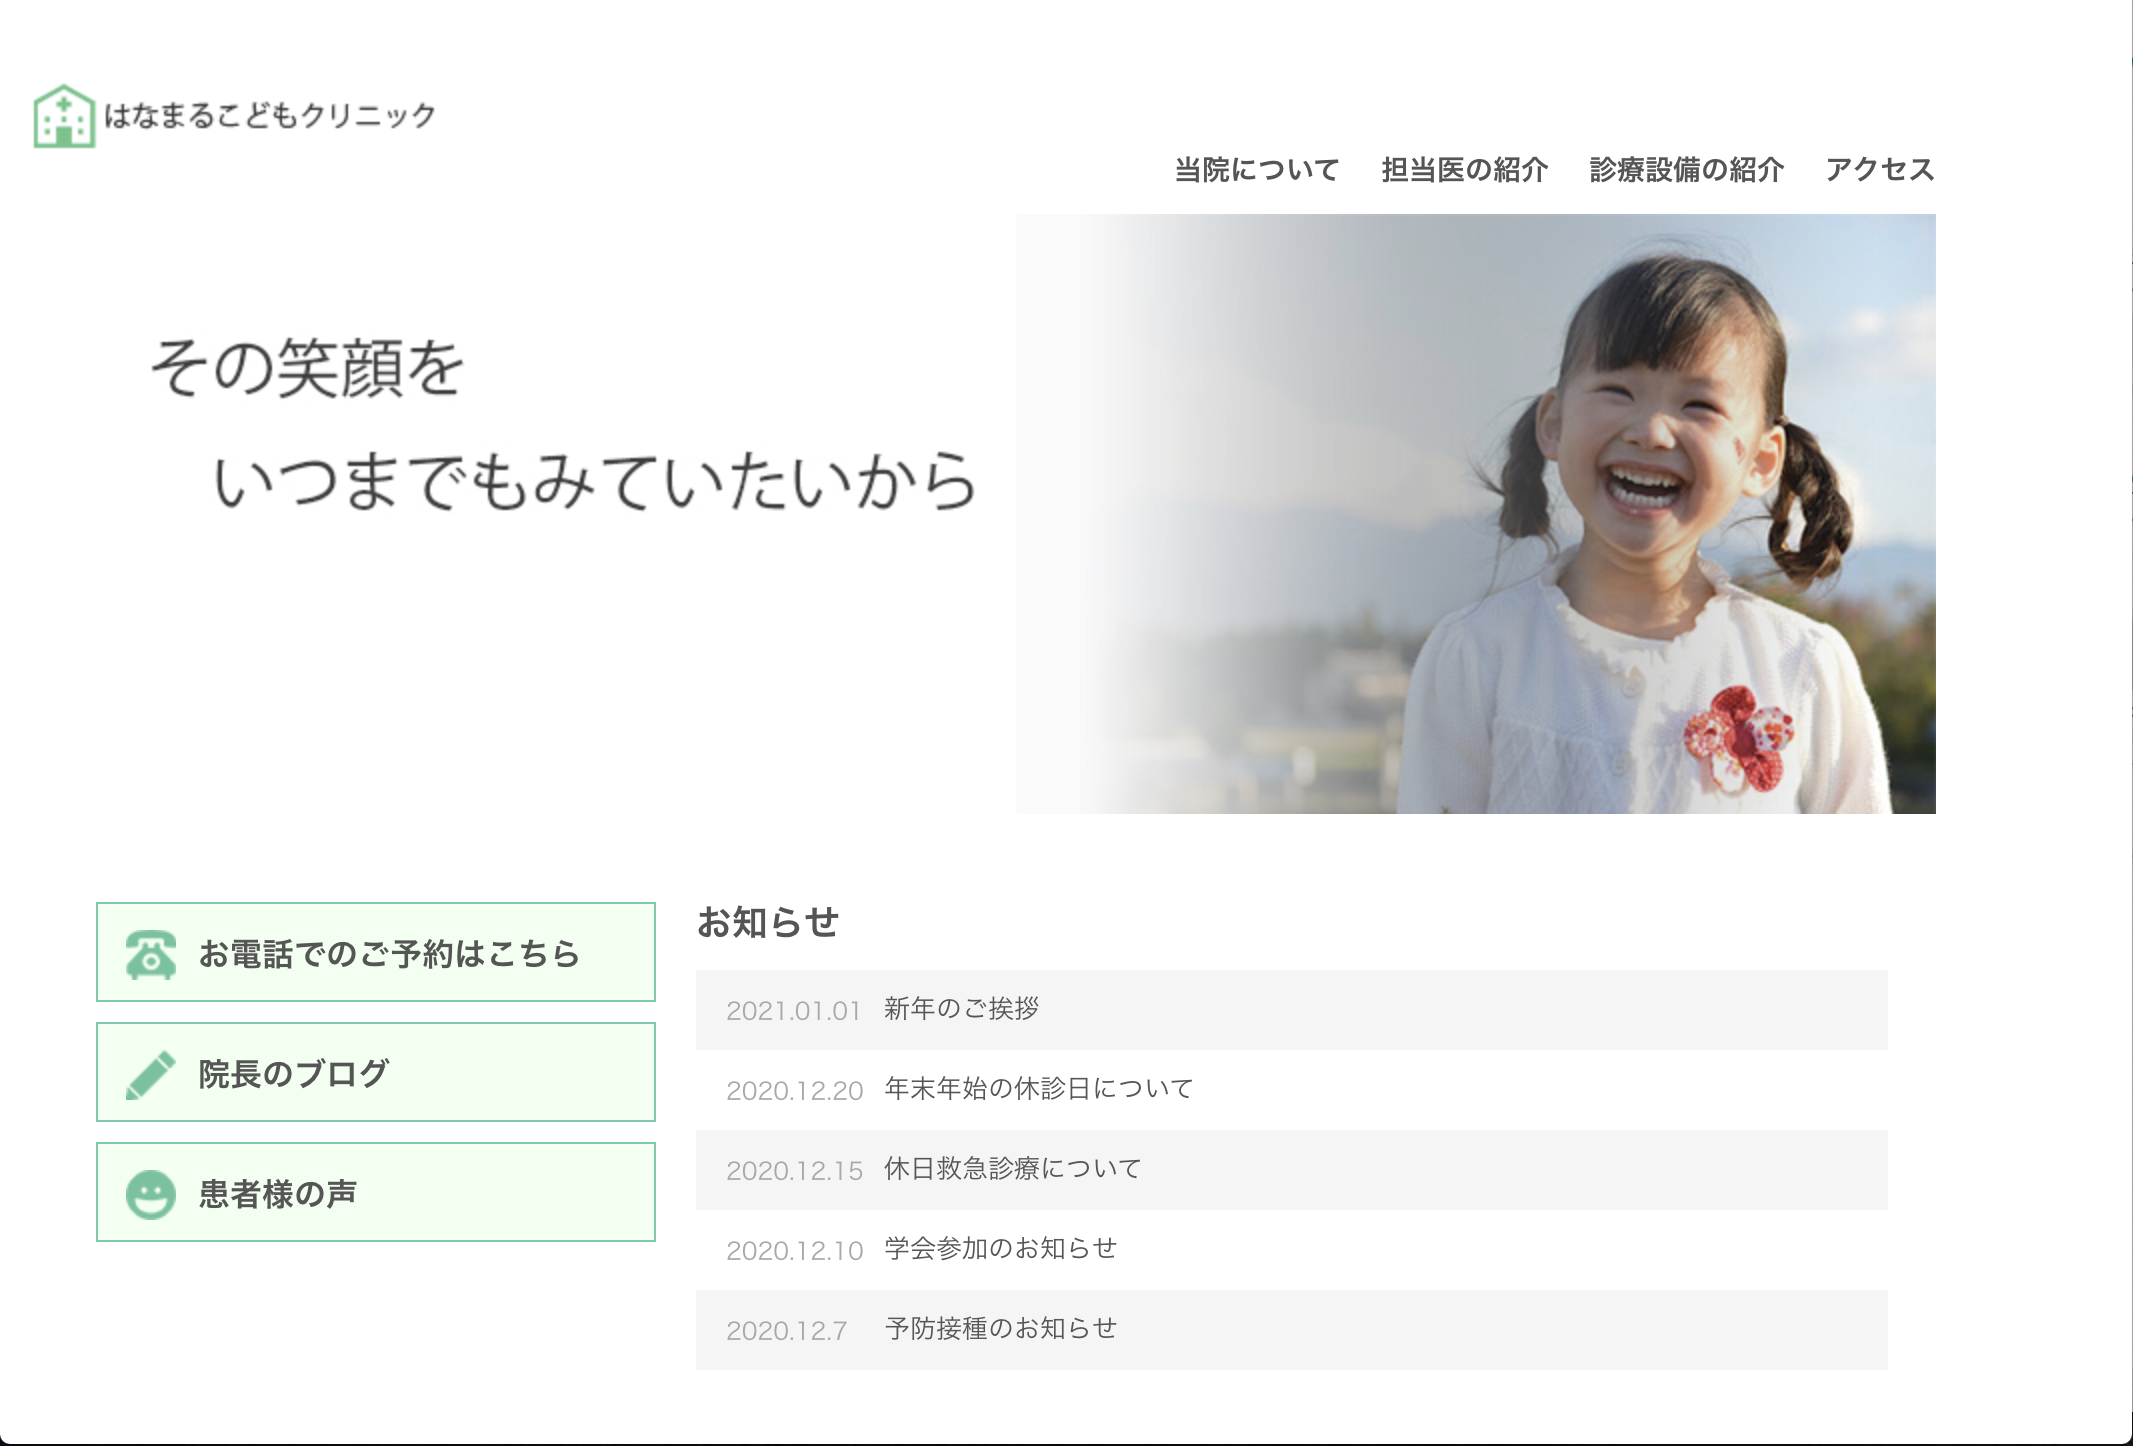 はなまるこどもクリニック
当院について 担当医の紹介 診療設備の紹介 アクセス
その笑顔を
いつまでもみていたいから
お電話でのご予約はこちら
院長のブログ
患者様の声
お知らせ
2021.01.01 新年のご挨拶
2020.12.20 年末年始の休診日について
2020.12.15 休日救急診療について
2020.12.10 学会参加のお知らせ
2020.12.7 予防接種のお知らせ